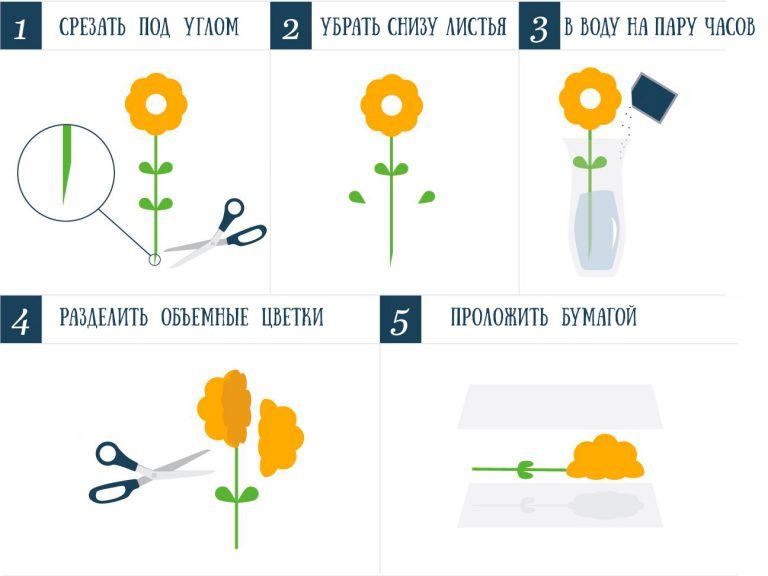 1 СРЕЗАТЬ ПОД УГЛОМ
2 УБРАТЬ СНИЗУ ЛИСТЬЯ
3 В ВОДУ НА ПАРУ ЧАСОВ
4 РАЗДЕЛИТЬ ОБЪЕМНЫЕ ЦВЕТКИ
5 ПРОЛОЖИТЬ БУМАГОЙ